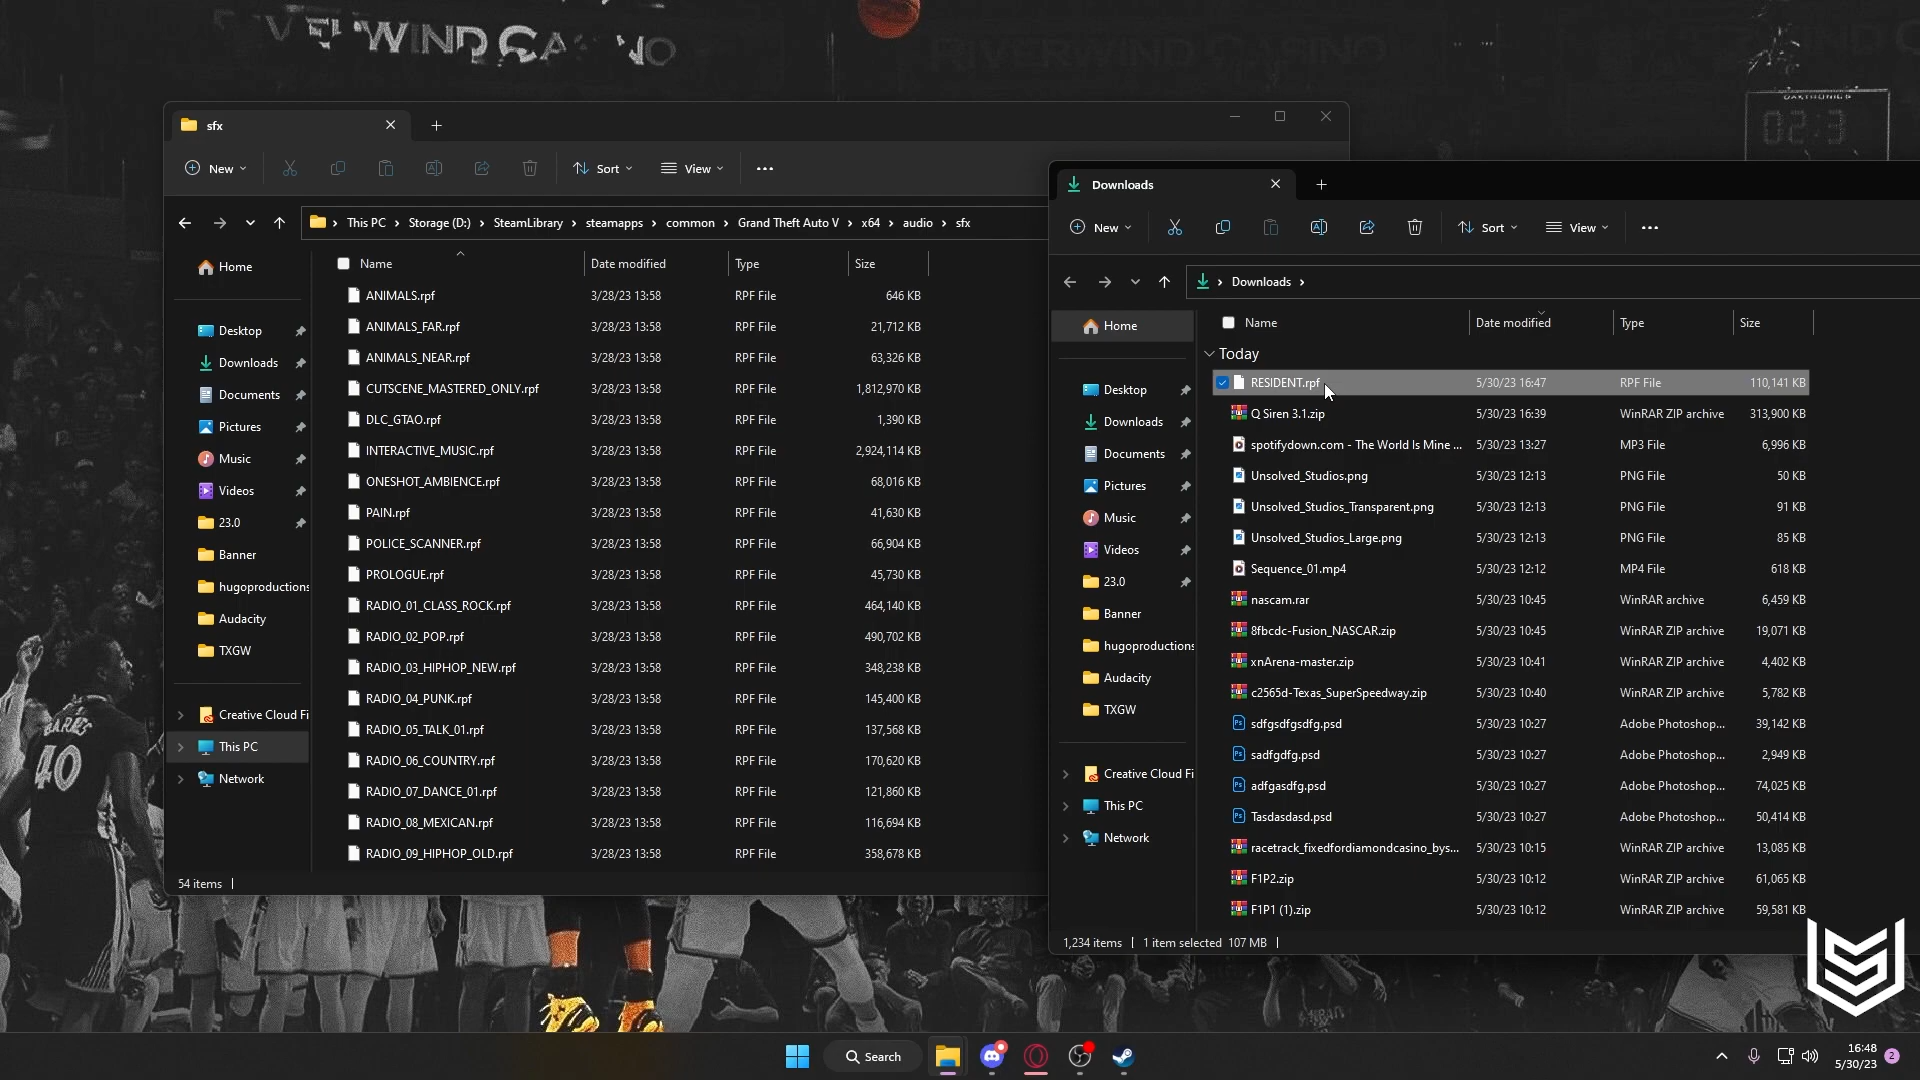 RIVERWIND CASINO
sfx
New
Sort
View
This PC > Storage (D:) > SteamLibrary > steamapps > common > Grand Theft Auto V > x64 > audio > sfx
Home
Desktop
Downloads
Documents
Pictures
Music
Videos
23.0
Banner
hugoproductions
Audacity
TXGW
Creative Cloud Fi
This PC
Network
Name Date modified Type Size
ANIMALS.rpf 3/28/23 13:58 RPF File 646 KB
ANIMALS_FAR.rpf 3/28/23 13:58 RPF File 21,712 KB
ANIMALS_NEAR.rpf 3/28/23 13:58 RPF File 63,326 KB
CUTSCENE_MASTERED_ONLY.rpf 3/28/23 13:58 RPF File 1,812,970 KB
DLC_GTAO.rpf 3/28/23 13:58 RPF File 1,390 KB
INTERACTIVE_MUSIC.rpf 3/28/23 13:58 RPF File 2,924,114 KB
ONESHOT_AMBIENCE.rpf 3/28/23 13:58 RPF File 68,016 KB
PAIN.rpf 3/28/23 13:58 RPF File 41,630 KB
POLICE_SCANNER.rpf 3/28/23 13:58 RPF File 66,904 KB
PROLOGUE.rpf 3/28/23 13:58 RPF File 45,730 KB
RADIO_01_CLASS_ROCK.rpf 3/28/23 13:58 RPF File 464,140 KB
RADIO_02_POP.rpf 3/28/23 13:58 RPF File 490,702 KB
RADIO_03_HIPHOP_NEW.rpf 3/28/23 13:58 RPF File 348,238 KB
RADIO_04_PUNK.rpf 3/28/23 13:58 RPF File 145,400 KB
RADIO_05_TALK_01.rpf 3/28/23 13:58 RPF File 137,568 KB
RADIO_06_COUNTRY.rpf 3/28/23 13:58 RPF File 170,620 KB
RADIO_07_DANCE_01.rpf 3/28/23 13:58 RPF File 121,860 KB
RADIO_08_MEXICAN.rpf 3/28/23 13:58 RPF File 116,694 KB
RADIO_09_HIPHOP_OLD.rpf 3/28/23 13:58 RPF File 358,678 KB
54 items
Downloads
New
Sort
View
Downloads >
Home
Desktop
Downloads
Documents
Pictures
Music
Videos
23.0
Banner
hugoproductions
Audacity
TXGW
Creative Cloud Fi
This PC
Network
Name Date modified Type Size
Today
RESIDENT.rpf 5/30/23 16:47 RPF File 110,141 KB
Q Siren 3.1.zip 5/30/23 16:39 WinRAR ZIP archive 313,900 KB
spotifydown.com - The World Is Mine ... 5/30/23 13:27 MP3 File 6,996 KB
Unsolved_Studios.png 5/30/23 12:13 PNG File 50 KB
Unsolved_Studios_Transparent.png 5/30/23 12:13 PNG File 91 KB
Unsolved_Studios_Large.png 5/30/23 12:13 PNG File 85 KB
Sequence_01.mp4 5/30/23 12:12 MP4 File 618 KB
nascam.rar 5/30/23 10:45 WinRAR archive 6,459 KB
8fbcdc-Fusion_NASCAR.zip 5/30/23 10:45 WinRAR ZIP archive 19,071 KB
xnArena-master.zip 5/30/23 10:41 WinRAR ZIP archive 4,402 KB
c2565d-Texas_SuperSpeedway.zip 5/30/23 10:40 WinRAR ZIP archive 5,782 KB
sdfgsdfgsdfg.psd 5/30/23 10:27 Adobe Photoshop... 39,142 KB
sadfgdfg.psd 5/30/23 10:27 Adobe Photoshop... 2,949 KB
adfgasdfg.psd 5/30/23 10:27 Adobe Photoshop... 74,025 KB
Tasdasdasd.psd 5/30/23 10:27 Adobe Photoshop... 50,414 KB
racetrack_fixedfordiamondcasino_bys... 5/30/23 10:15 WinRAR ZIP archive 13,085 KB
F1P2.zip 5/30/23 10:12 WinRAR ZIP archive 61,065 KB
F1P1 (1).zip 5/30/23 10:12 WinRAR ZIP archive 59,581 KB
1,234 items 1 item selected 107 MB
40
Search
16:48
5/30/23
2